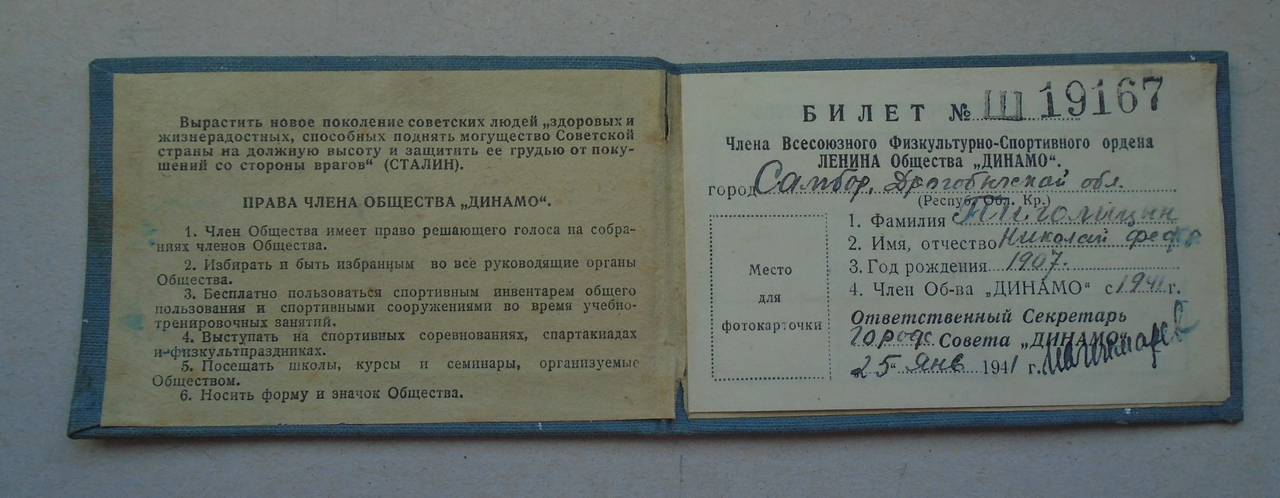 Вырастить новое поколение советских людей „здоровых и
жизнерадостных, способных поднять могущество Советской
страны на должную высоту и защитить ее грудью от поку-
шений со стороны врагов“ (СТАЛИН).
ПРАВА ЧЛЕНА ОБЩЕСТВА „ДИНАМО“.
1. Член Общества имеет право решающего голоса на собра-
ниях членов Общества.
2. Избирать и быть избранным во все руководящие органы
Общества.
3. Бесплатно пользоваться спортивным инвентарем общего
пользования и спортивными сооружениями во время учебно-
тренировочных занятий.
4. Выступать на спортивных соревнованиях, спартакиадах
и физкультпраздниках.
5. Посещать школы, курсы и семинары, организуемые
Обществом.
6. Носить форму и значок Общества.
БИЛЕТ № Ш 19167
Члена Всесоюзного Физкультурно-Спортивного ордена
ЛЕНИНА Общества „ДИНАМО“.
город Самбор, Дрогобычской обл.
(Респуб. Обл. Кр.)
Место
для
фотокарточки
1. Фамилия
2. Имя, отчество Николай
3. Год рождения 1907.
4. Член Об-ва „ДИНАМО“ с 1941 г.
Ответственный Секретарь
Городс. Совета „ДИНАМО“
25 Янв 1941 г.